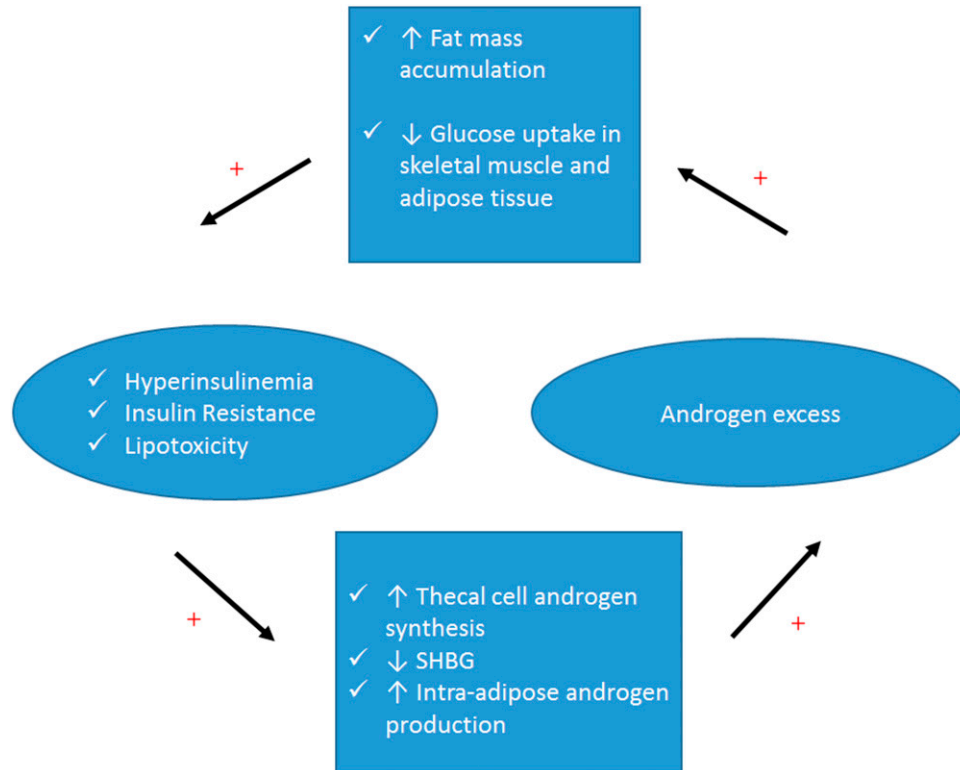 ✓ ↑ Fat mass
accumulation
✓ ↓ Glucose uptake in
skeletal muscle and
adipose tissue
+
+
✓ Hyperinsulinemia
✓ Insulin Resistance
✓ Lipotoxicity
Androgen excess
+
+
✓ ↑ Thecal cell androgen
synthesis
✓ ↓ SHBG
✓ ↑ Intra-adipose androgen
production